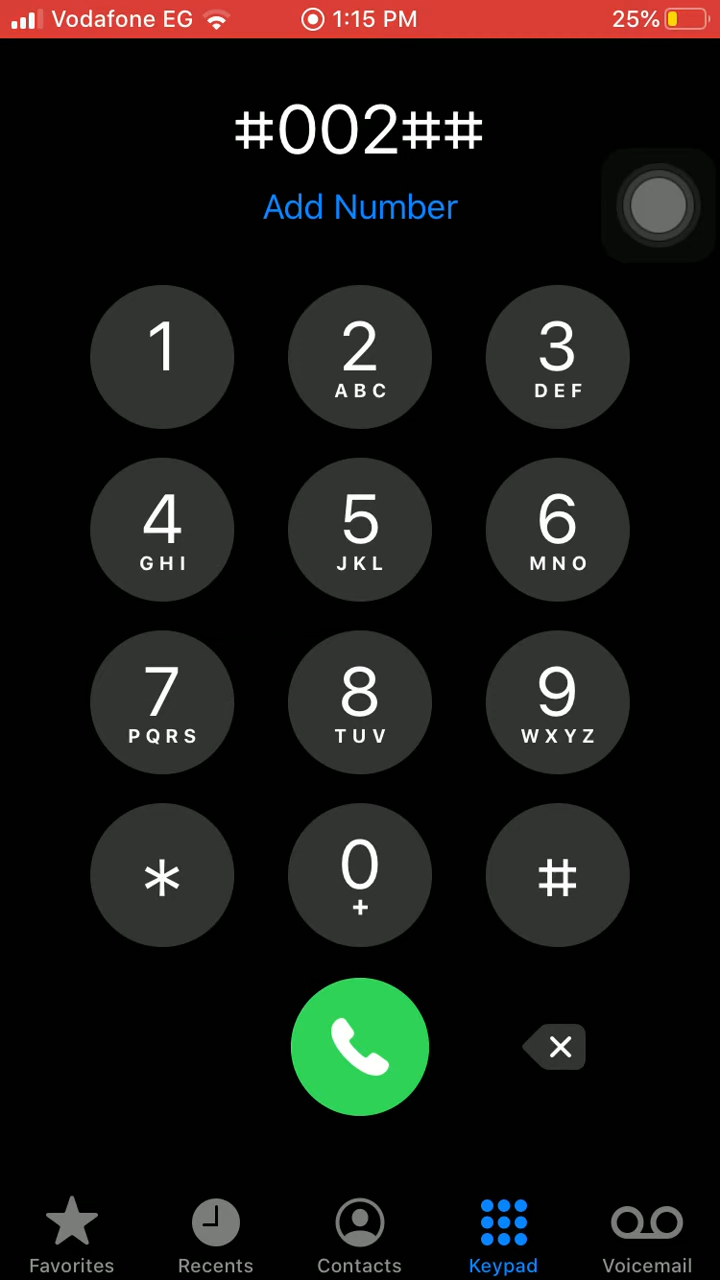 Vodafone EG 1:15 PM 25%
#002##
Add Number
1 2 3
ABC DEF
4 5 6
GHI JKL MNO
7 8 9
PQRS TUV WXYZ
* 0 #
+
Favorites Recents Contacts Keypad Voicemail